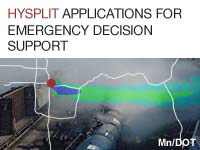 HYSPLIT APPLICATIONS FOR
EMERGENCY DECISION
SUPPORT
Mn/DOT